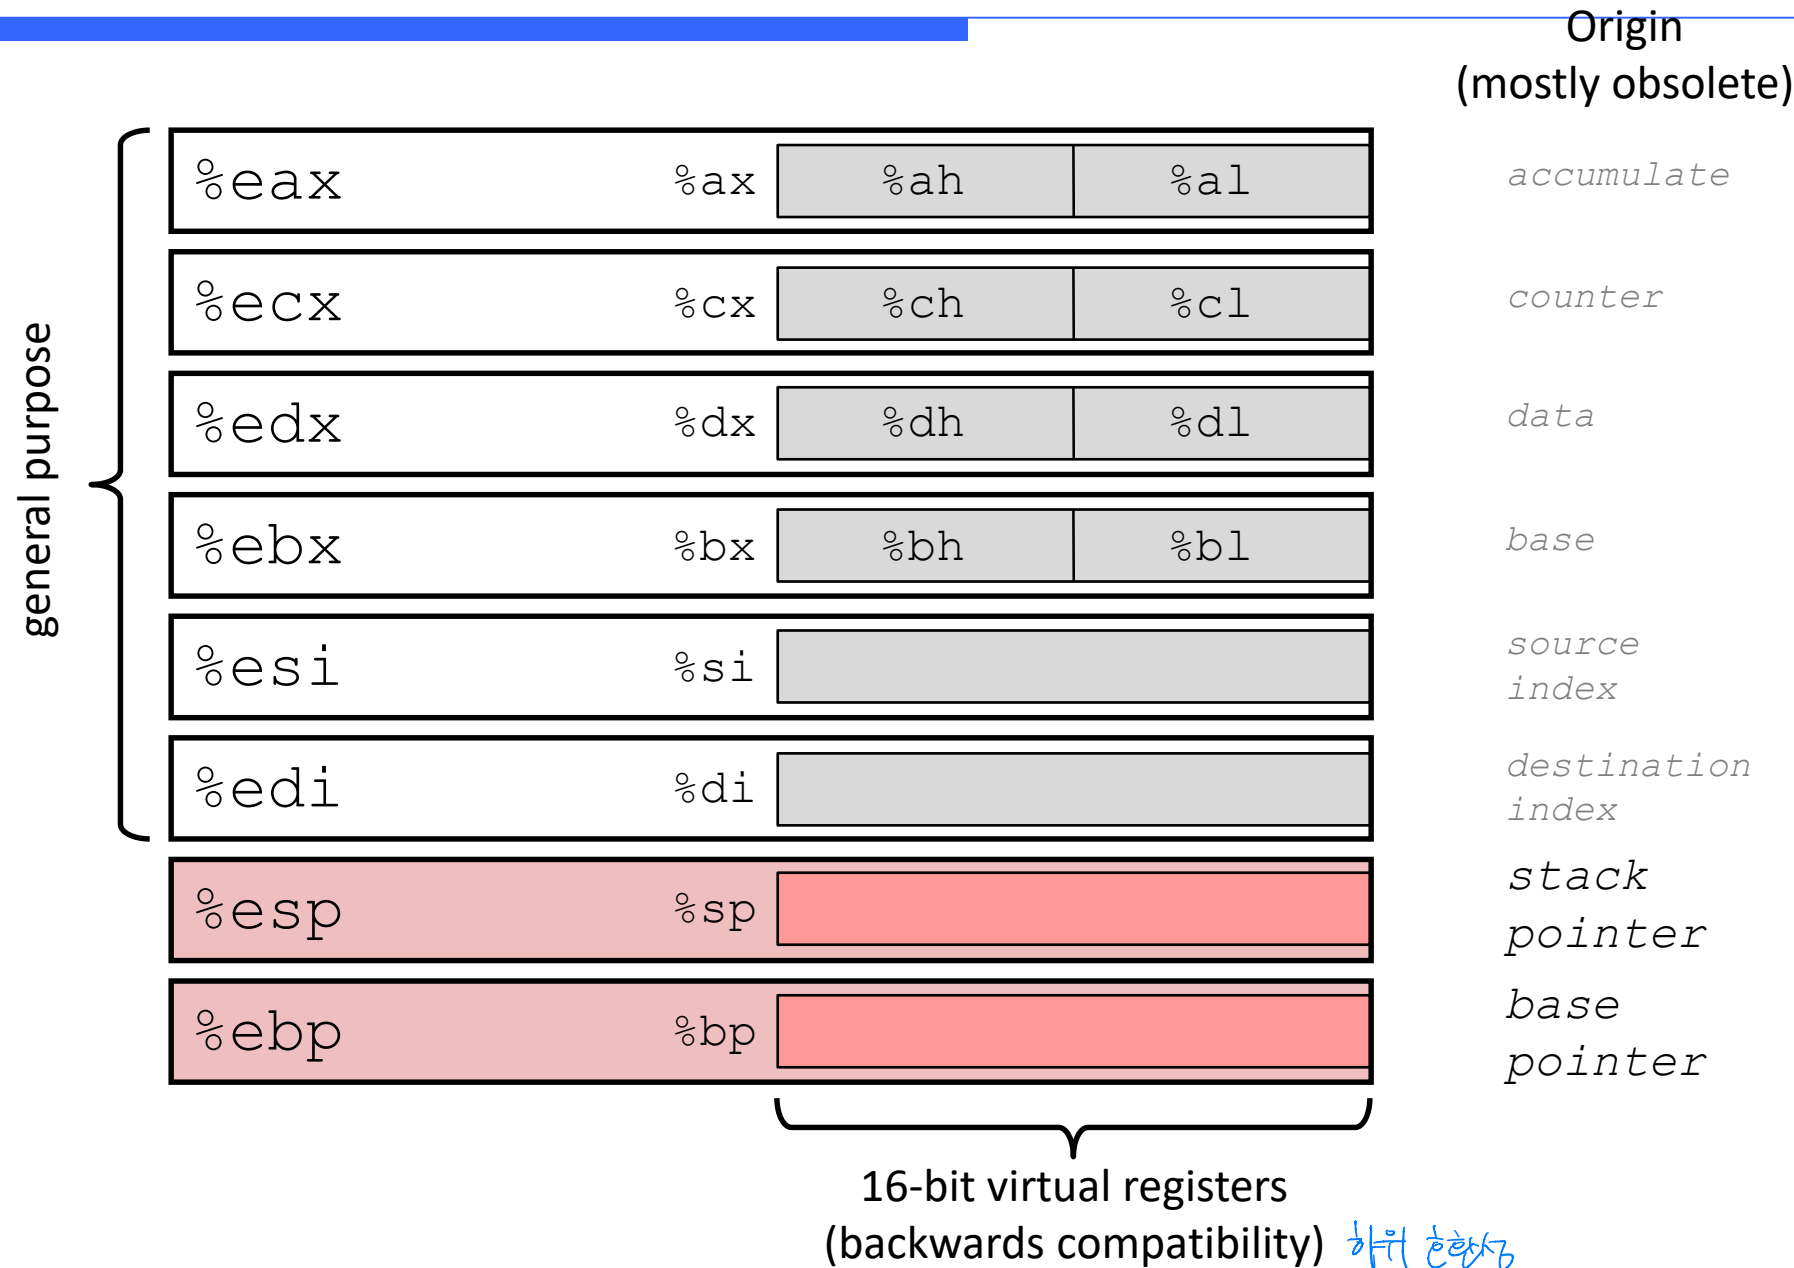 Origin
(mostly obsolete)
general purpose
%eax %ax %ah %al accumulate
%ecx %cx %ch %cl counter
%edx %dx %dh %dl data
%ebx %bx %bh %bl base
%esi %si source
index
%edi %di destination
index
%esp %sp stack
pointer
%ebp %bp base
pointer
16-bit virtual registers
(backwards compatibility) 하위 호환성